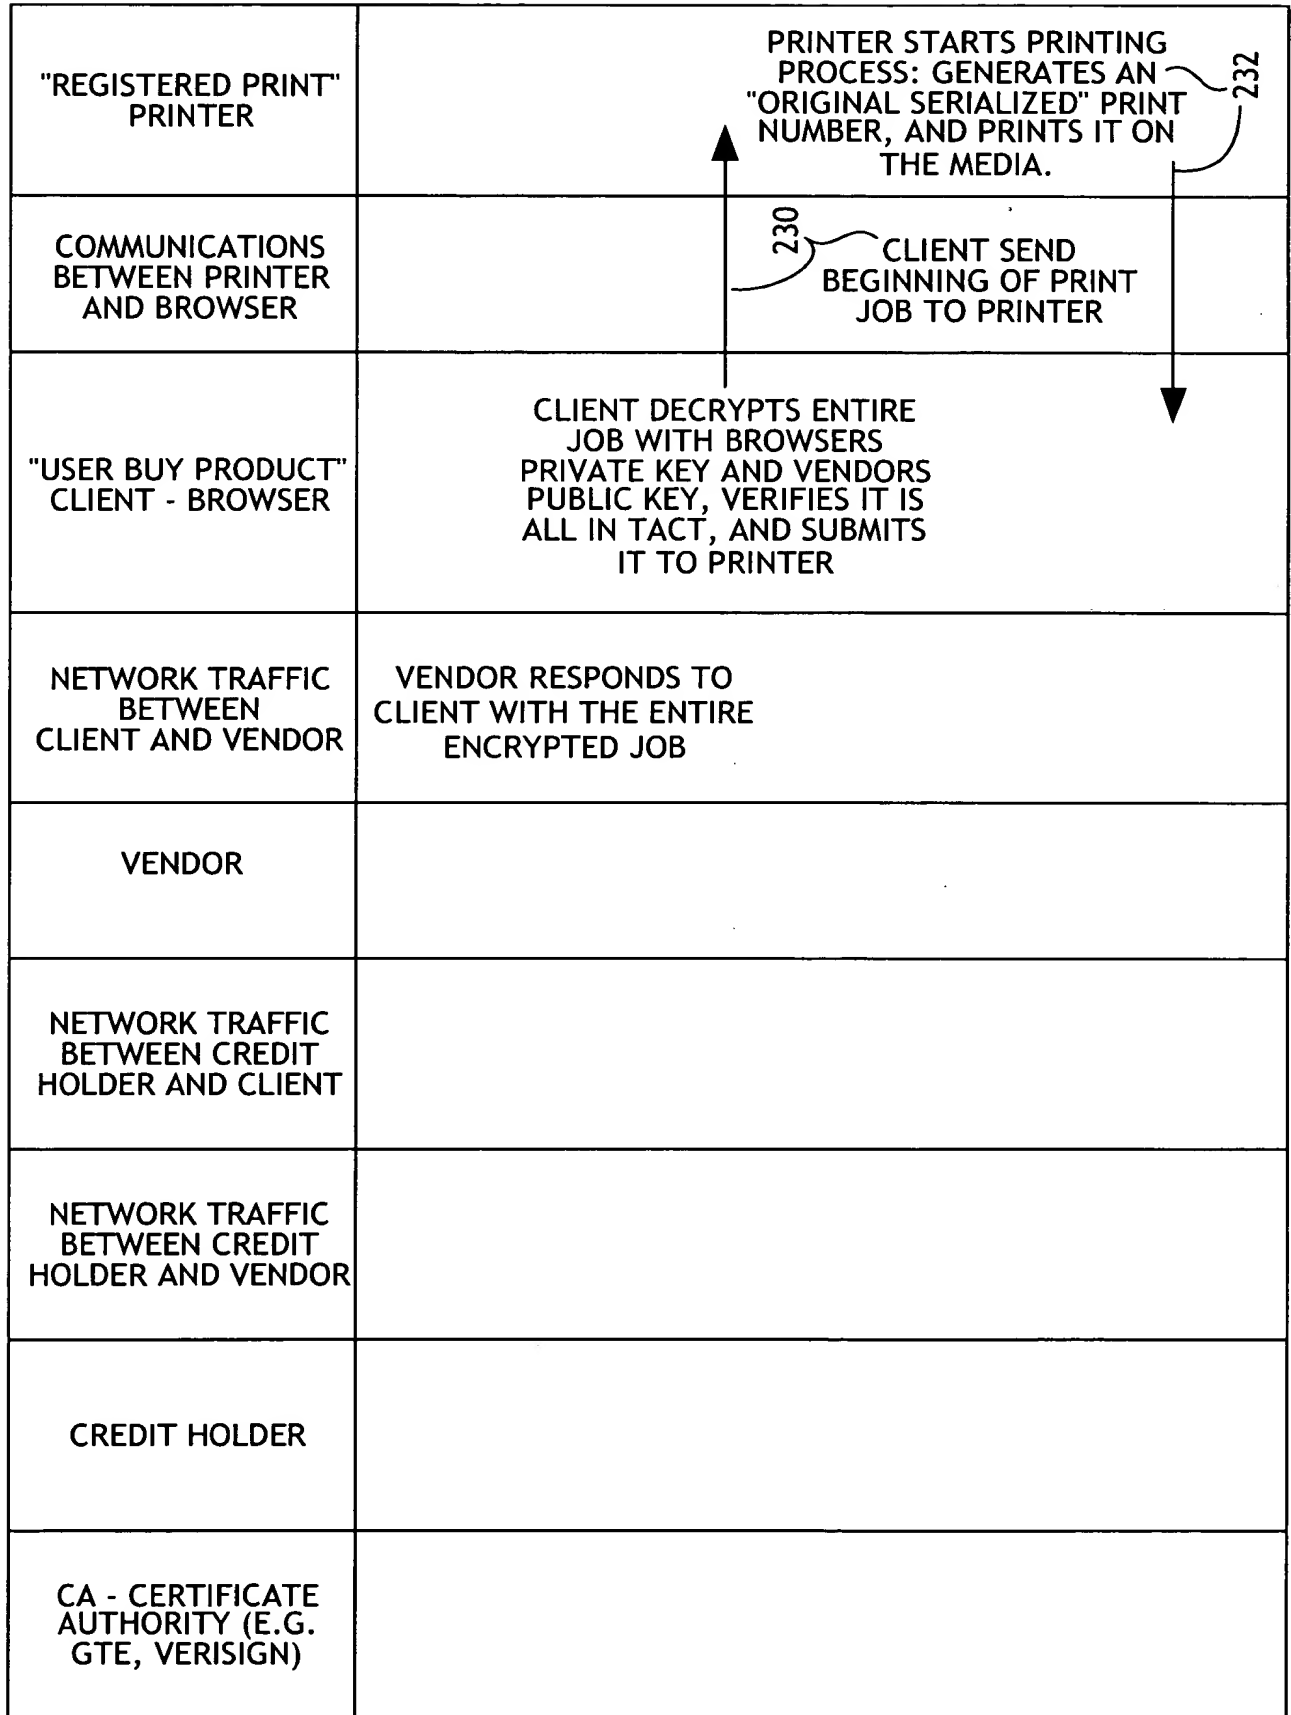 "REGISTERED PRINT"
PRINTER
PRINTER STARTS PRINTING
PROCESS: GENERATES AN
"ORIGINAL SERIALIZED" PRINT
NUMBER, AND PRINTS IT ON
THE MEDIA.
232
COMMUNICATIONS
BETWEEN PRINTER
AND BROWSER
230
CLIENT SEND
BEGINNING OF PRINT
JOB TO PRINTER
"USER BUY PRODUCT"
CLIENT - BROWSER
CLIENT DECRYPTS ENTIRE
JOB WITH BROWSERS
PRIVATE KEY AND VENDORS
PUBLIC KEY, VERIFIES IT IS
ALL IN TACT, AND SUBMITS
IT TO PRINTER
NETWORK TRAFFIC
BETWEEN
CLIENT AND VENDOR
VENDOR RESPONDS TO
CLIENT WITH THE ENTIRE
ENCRYPTED JOB
VENDOR
NETWORK TRAFFIC
BETWEEN CREDIT
HOLDER AND CLIENT
NETWORK TRAFFIC
BETWEEN CREDIT
HOLDER AND VENDOR
CREDIT HOLDER
CA - CERTIFICATE
AUTHORITY (E.G.
GTE, VERISIGN)